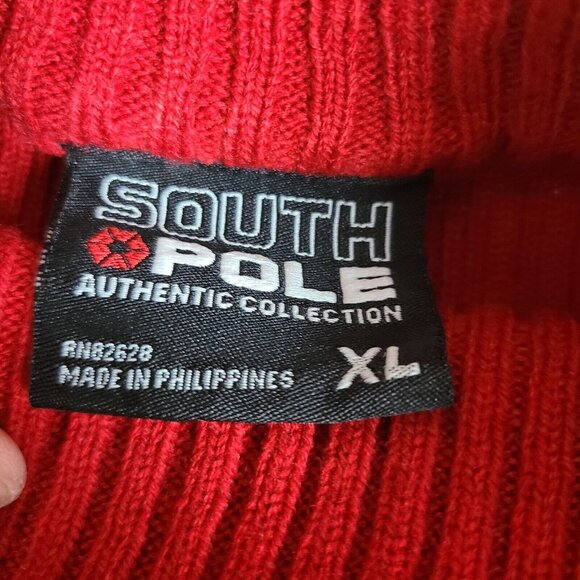 SOUTH
POLE
AUTHENTIC COLLECTION
RN82628
MADE IN PHILIPPINES
XL